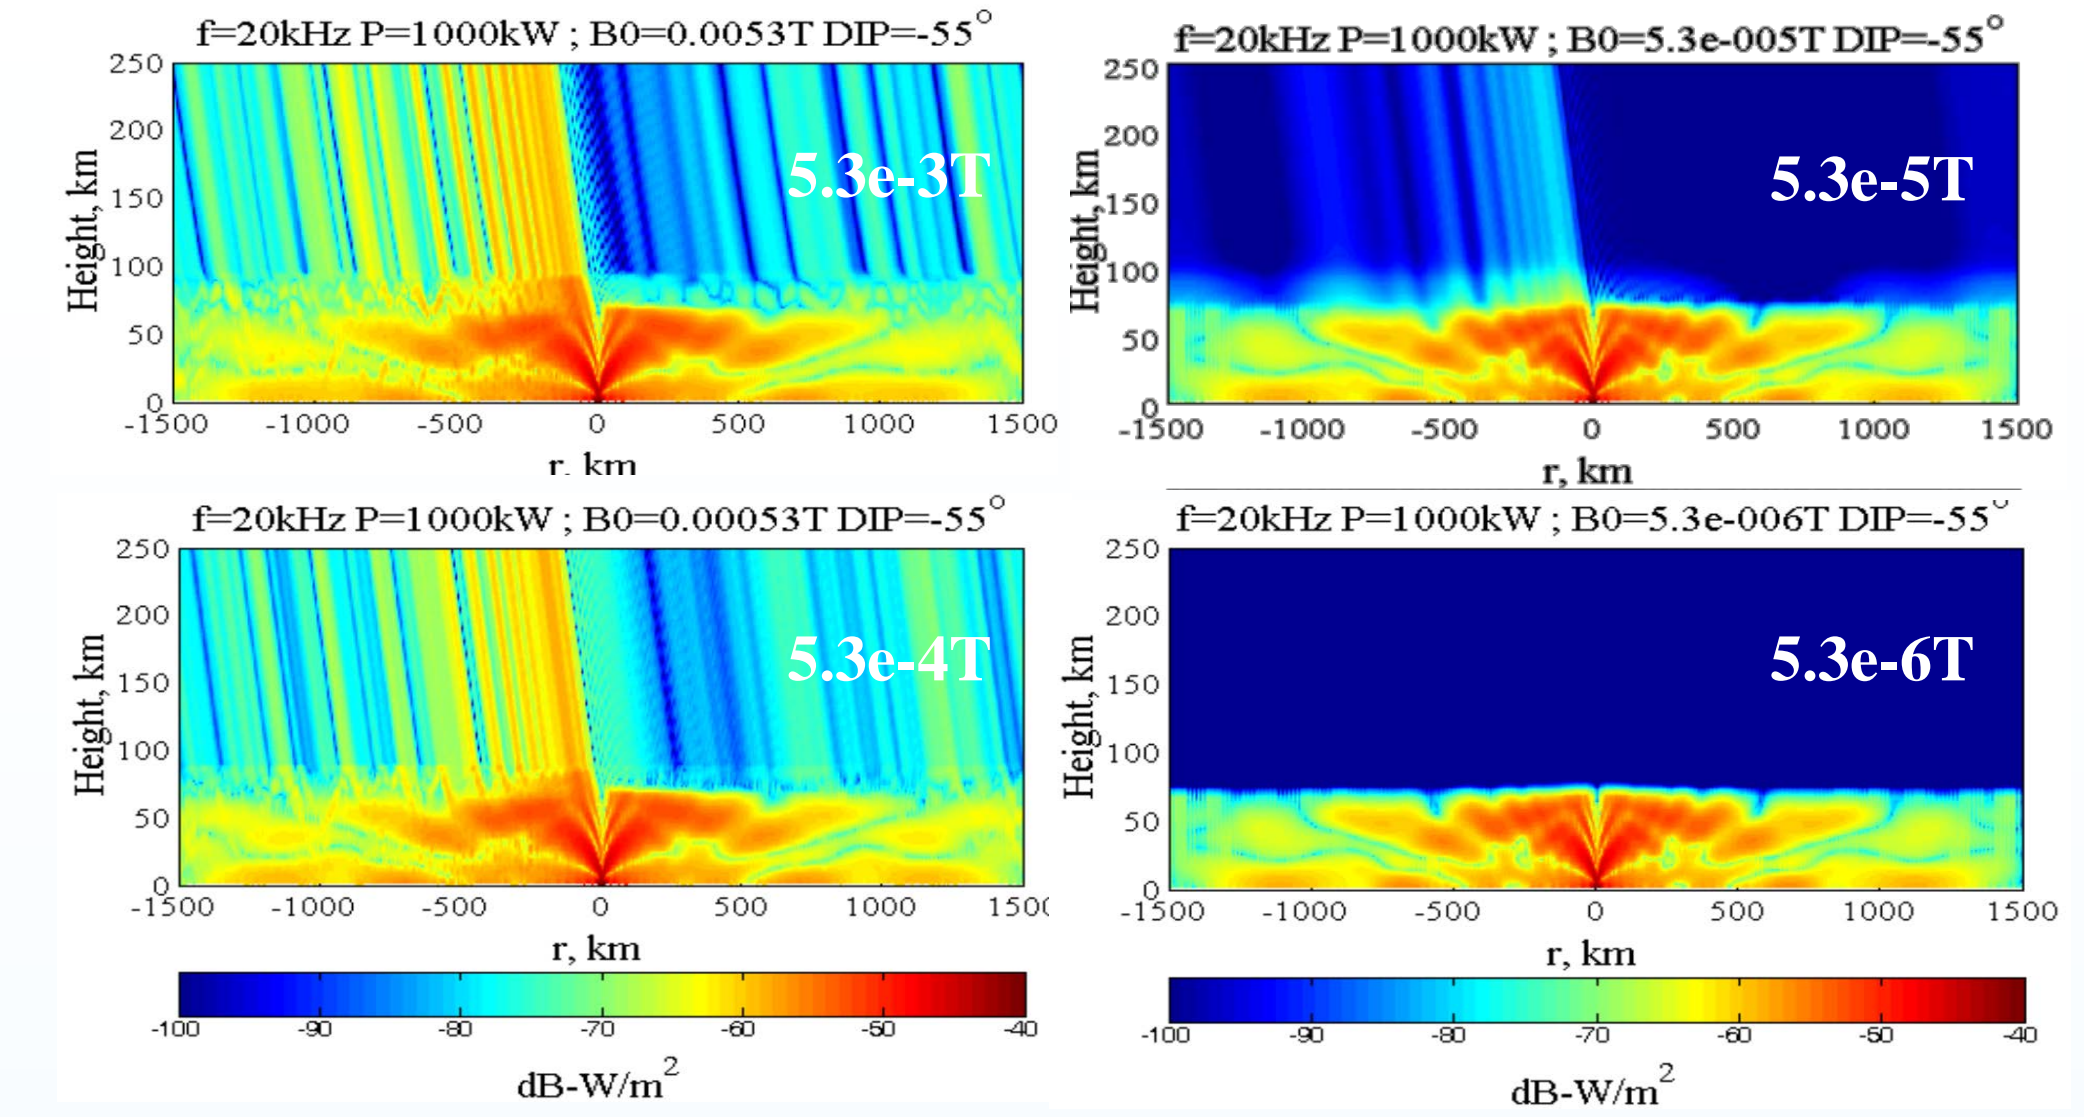 f=20kHz P=1000kW ; B0=0.0053T DIP=-55°
250
200
150
100
50
0
Height, km
5.3e-3T
-1500 -1000 -500 0 500 1000 1500
r, km
f=20kHz P=1000kW ; B0=5.3e-005T DIP=-55°
250
200
150
100
50
0
Height, km
5.3e-5T
-1500 -1000 -500 0 500 1000 1500
r, km
f=20kHz P=1000kW ; B0=0.00053T DIP=-55°
250
200
150
100
50
0
Height, km
5.3e-4T
-1500 -1000 -500 0 500 1000 1500
r, km
-100 -90 -80 -70 -60 -50 -40
dB-W/m²
f=20kHz P=1000kW ; B0=5.3e-006T DIP=-55°
250
200
150
100
50
0
Height, km
5.3e-6T
-1500 -1000 -500 0 500 1000 1500
r, km
-100 -90 -80 -70 -60 -50 -40
dB-W/m²